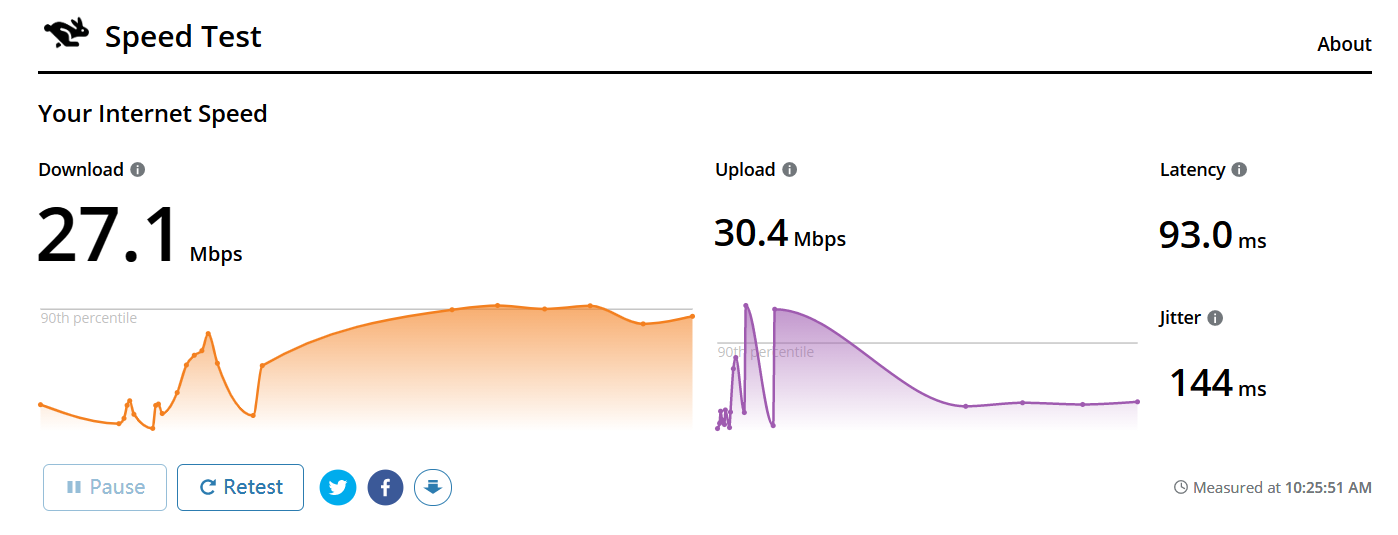 Speed Test
About
Your Internet Speed
Download
Upload
Latency
27.1 Mbps
30.4 Mbps
93.0 ms
90th percentile
90th percentile
Jitter
144 ms
Pause
Retest
Measured at 10:25:51 AM